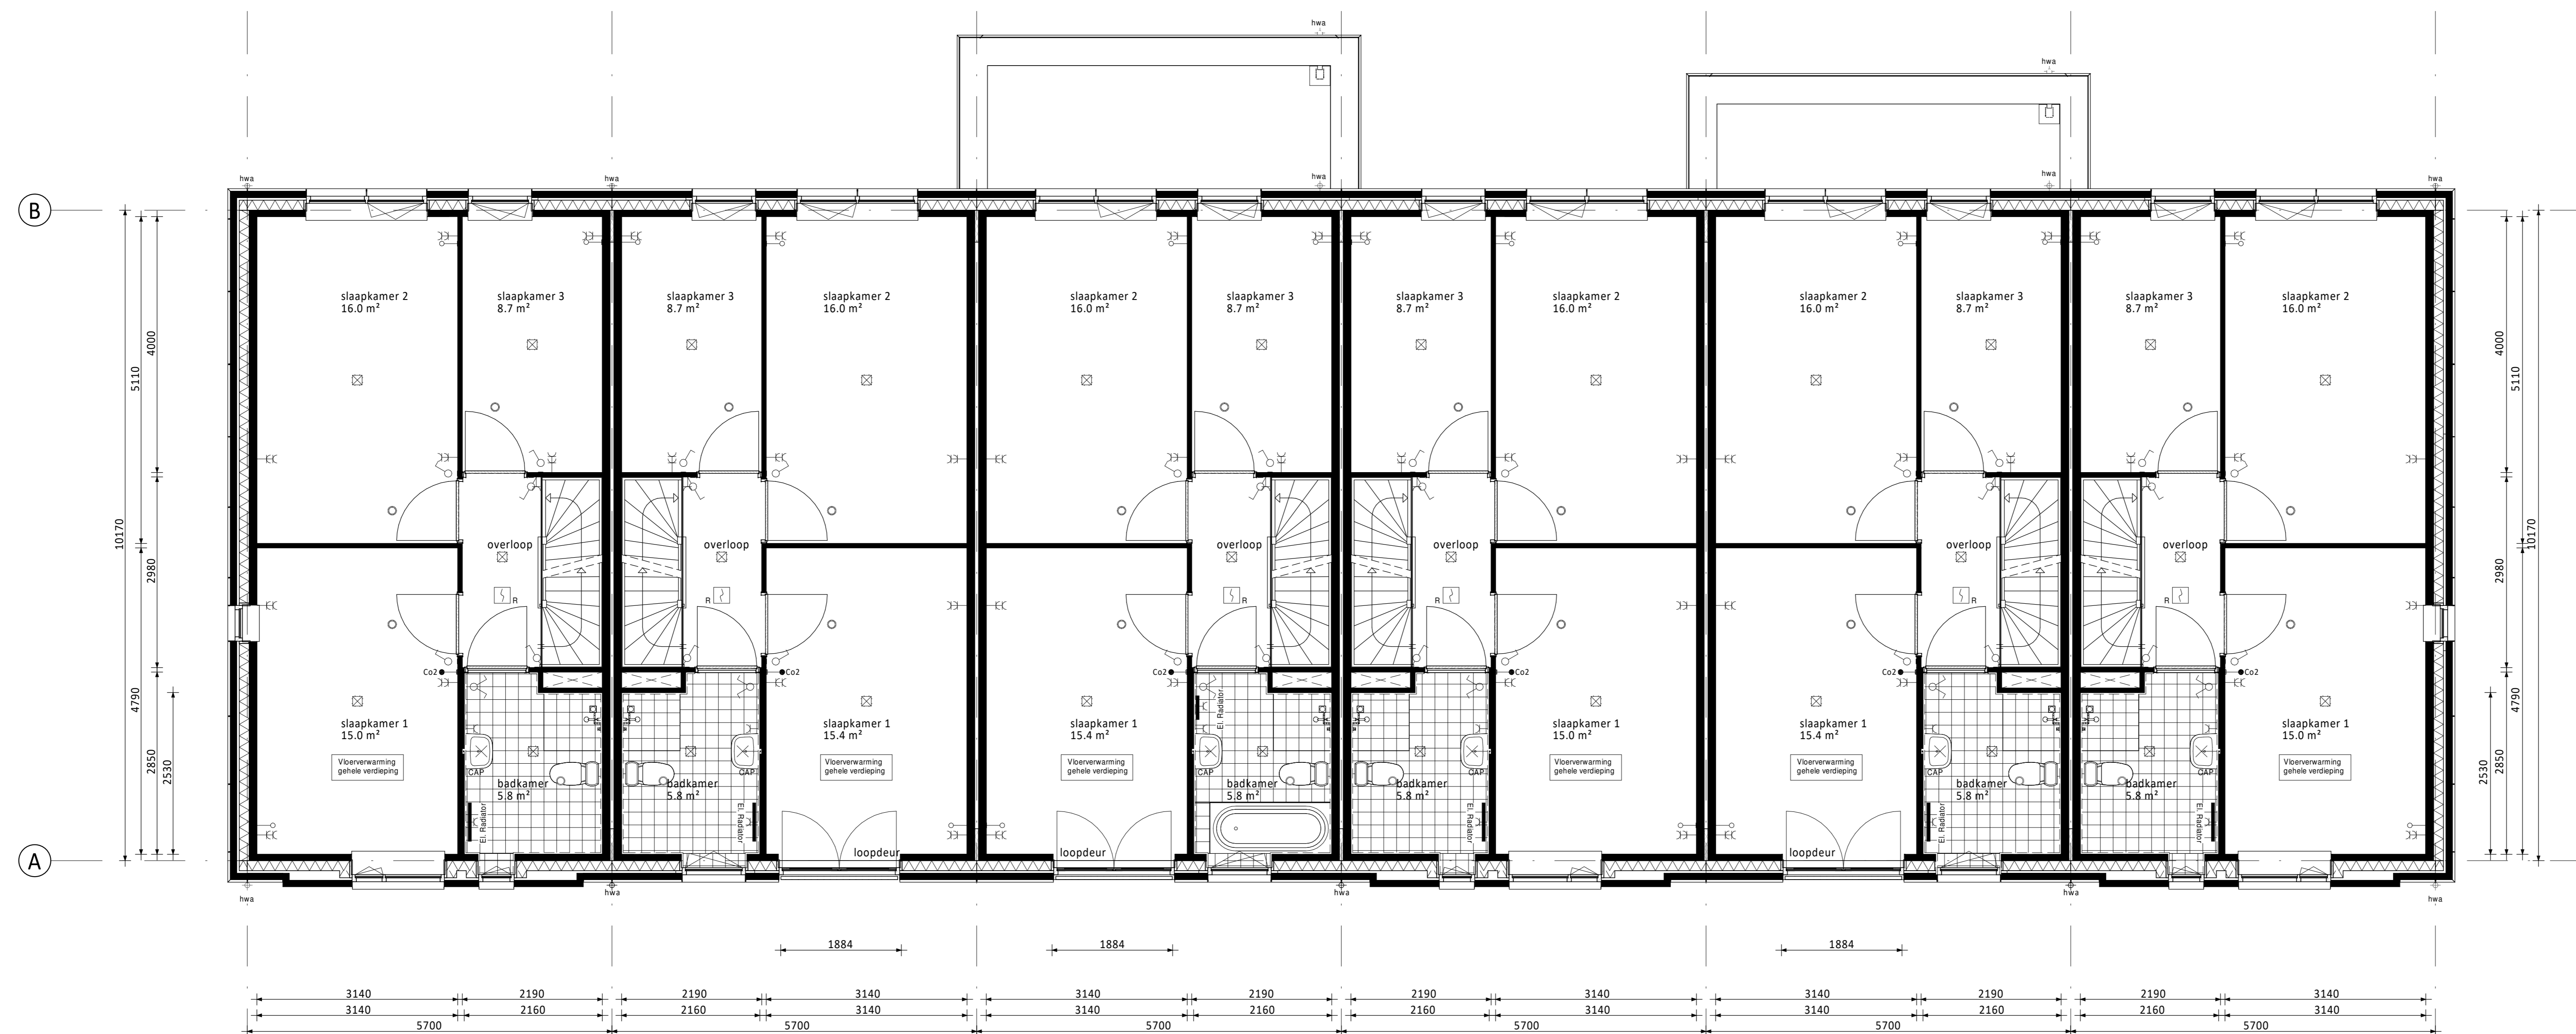 hwa
hwa
hwa
hwa
hwa
hwa
hwa
hwa
B
B
slaapkamer 2
16.0 m²
slaapkamer 3
8.7 m²
slaapkamer 3
8.7 m²
slaapkamer 2
16.0 m²
slaapkamer 2
16.0 m²
slaapkamer 3
8.7 m²
slaapkamer 3
8.7 m²
slaapkamer 2
16.0 m²
slaapkamer 2
16.0 m²
slaapkamer 3
8.7 m²
slaapkamer 3
8.7 m²
slaapkamer 2
16.0 m²
4000
5110
10170
2980
4790
2850
2530
4000
5110
10170
2980
4790
2850
2530
overloop
overloop
overloop
overloop
overloop
overloop
R
R
R
R
R
R
Co2
Co2
Co2
Co2
Co2
Co2
slaapkamer 1
15.0 m²
Vloerverwarming
gehele verdieping
CAP
badkamer
5.8 m²
El. Radiator
CAP
badkamer
5.8 m²
El. Radiator
slaapkamer 1
15.4 m²
Vloerverwarming
gehele verdieping
loopdeur
slaapkamer 1
15.4 m²
Vloerverwarming
gehele verdieping
loopdeur
El. Radiator
CAP
badkamer
5.8 m²
CAP
badkamer
5.8 m²
El. Radiator
slaapkamer 1
15.0 m²
Vloerverwarming
gehele verdieping
slaapkamer 1
15.4 m²
Vloerverwarming
gehele verdieping
loopdeur
CAP
badkamer
5.8 m²
El. Radiator
CAP
badkamer
5.8 m²
El. Radiator
slaapkamer 1
15.0 m²
Vloerverwarming
gehele verdieping
A
A
hwa
hwa
hwa
hwa
hwa
1884
1884
1884
3140 2190 2190 3140 3140 2190 2190 3140 3140 2190 2190 3140
3140 2160 2160 3140 3140 2160 2160 3140 3140 2160 2160 3140
5700 5700 5700 5700 5700 5700